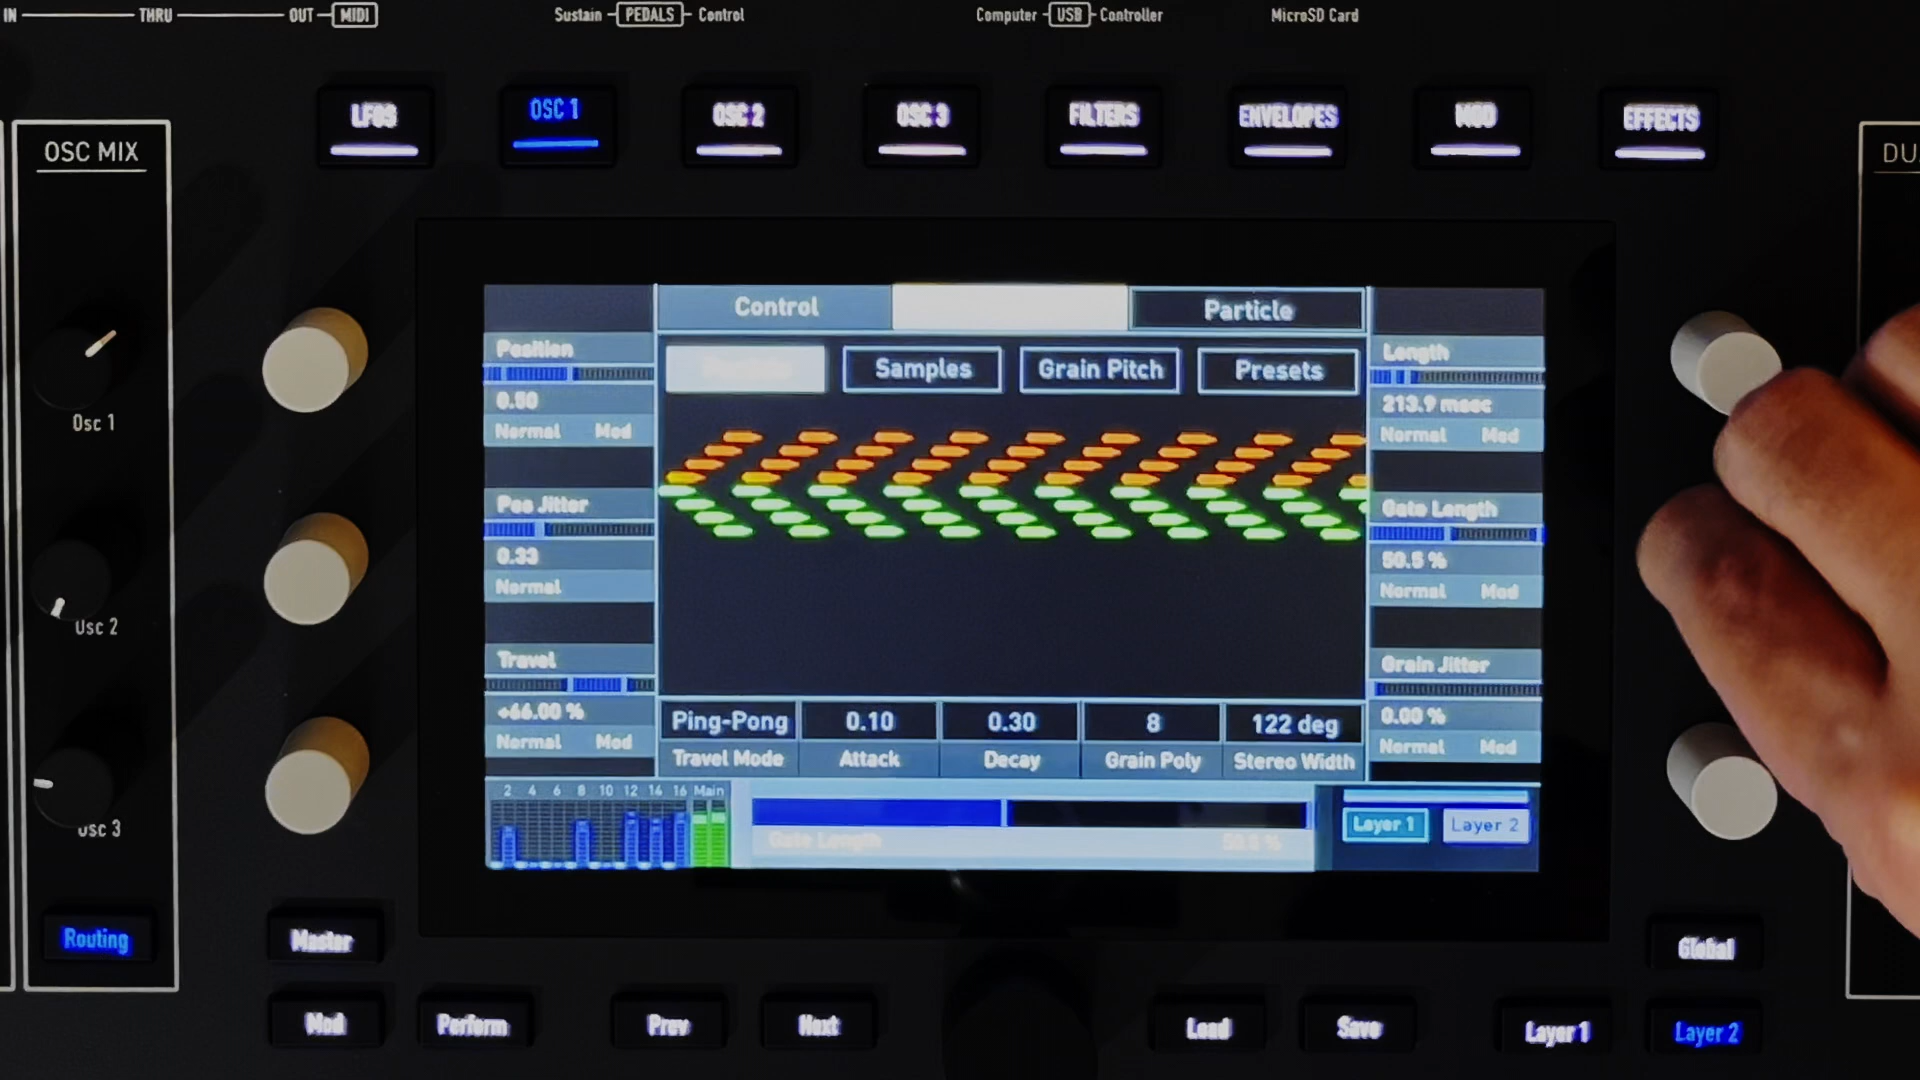 IN THRU OUT MIDI Sustain PEDALS Control Computer USB Controller MicroSD Card
LFOS OSC 1 OSC 2 OSC 3 FILTERS ENVELOPES MOD EFFECTS
OSC MIX
Osc 1
Osc 2
Osc 3
Routing
Control Particle
Samples Grain Pitch Presets
Position
0.50
Normal Mod
Pos Jitter
0.33
Normal
Travel
+66.00 %
Normal Mod
Length
213.9 msec
Normal Mod
Gate Length
50.5 %
Normal Mod
Grain Jitter
0.00 %
Normal Mod
Ping-Pong 0.10 0.30 8 122 deg
Travel Mode Attack Decay Grain Poly Stereo Width
2 4 6 8 10 12 14 16 Main
Gate Length
Layer 1 Layer 2
Master Global
Mod Perform Prev Next Load Save Layer 1 Layer 2